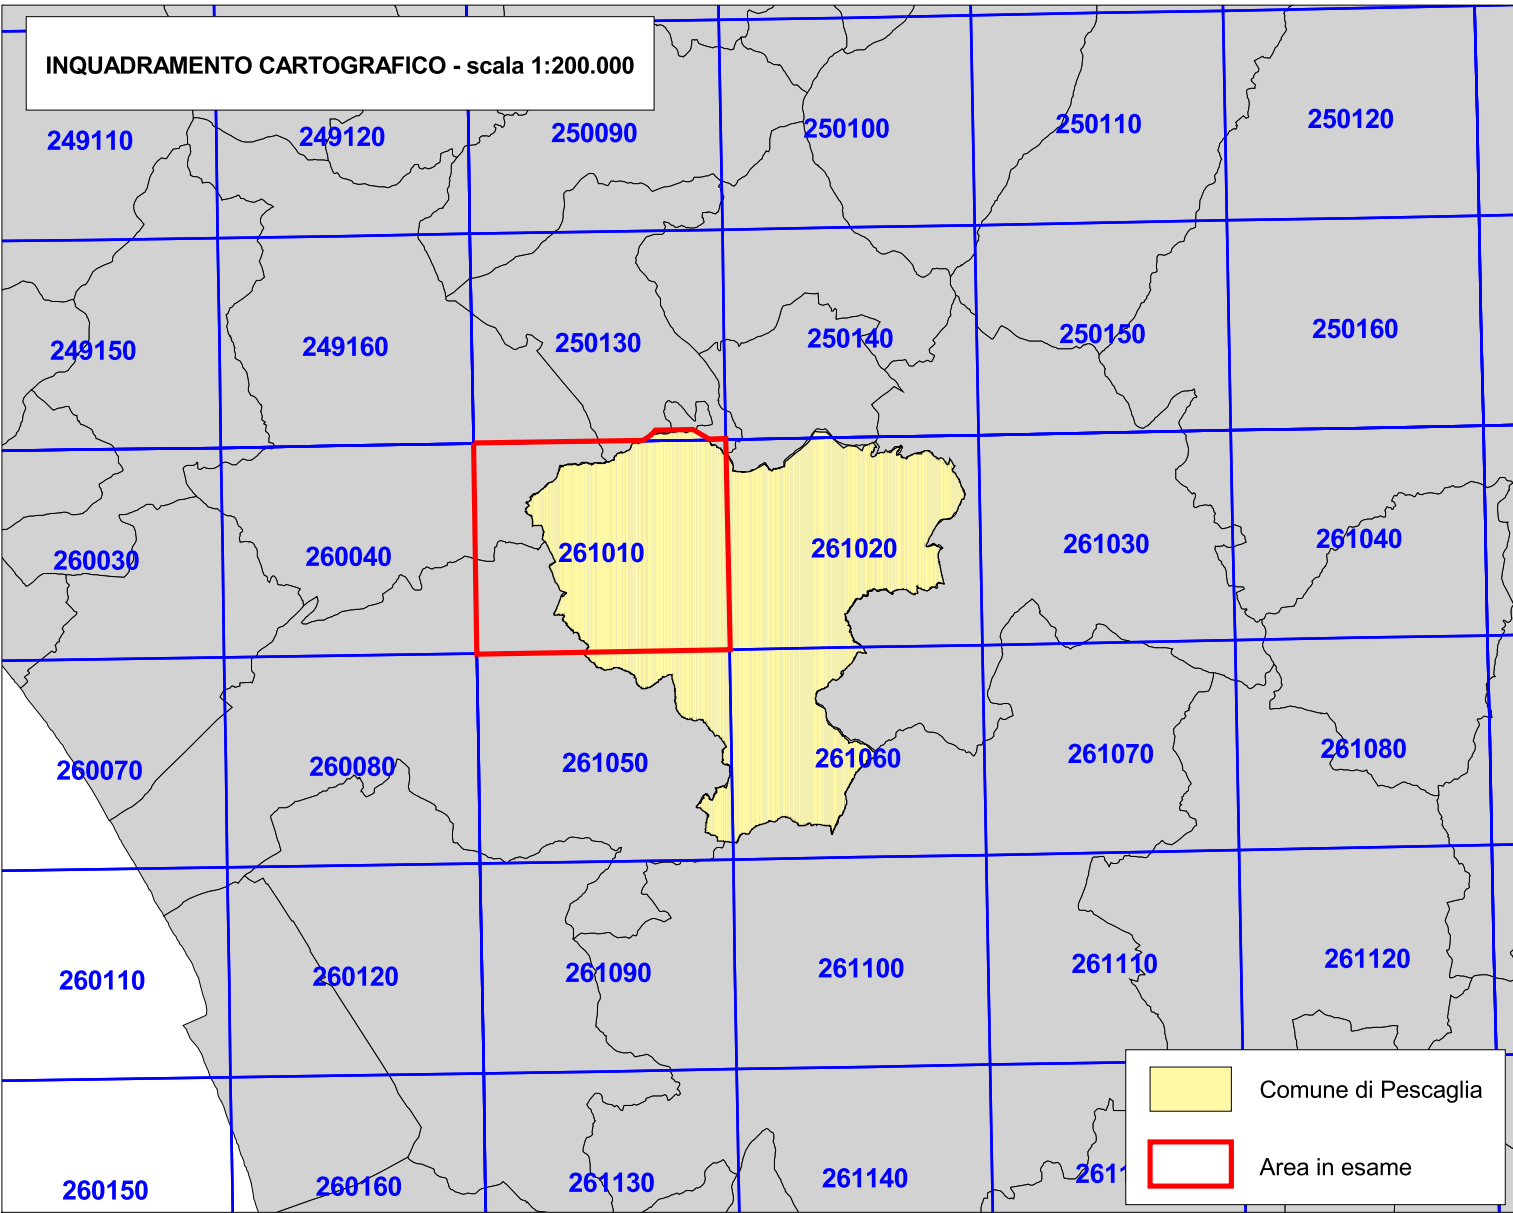 INQUADRAMENTO CARTOGRAFICO - scala 1:200.000
249110 249120 250090 250100 250110 250120
249150 249160 250130 250140 250150 250160
260030 260040 261010 261020 261030 261040
260070 260080 261050 261060 261070 261080
260110 260120 261090 261100 261110 261120
260150 260160 261130 261140 2611
Comune di Pescaglia
Area in esame